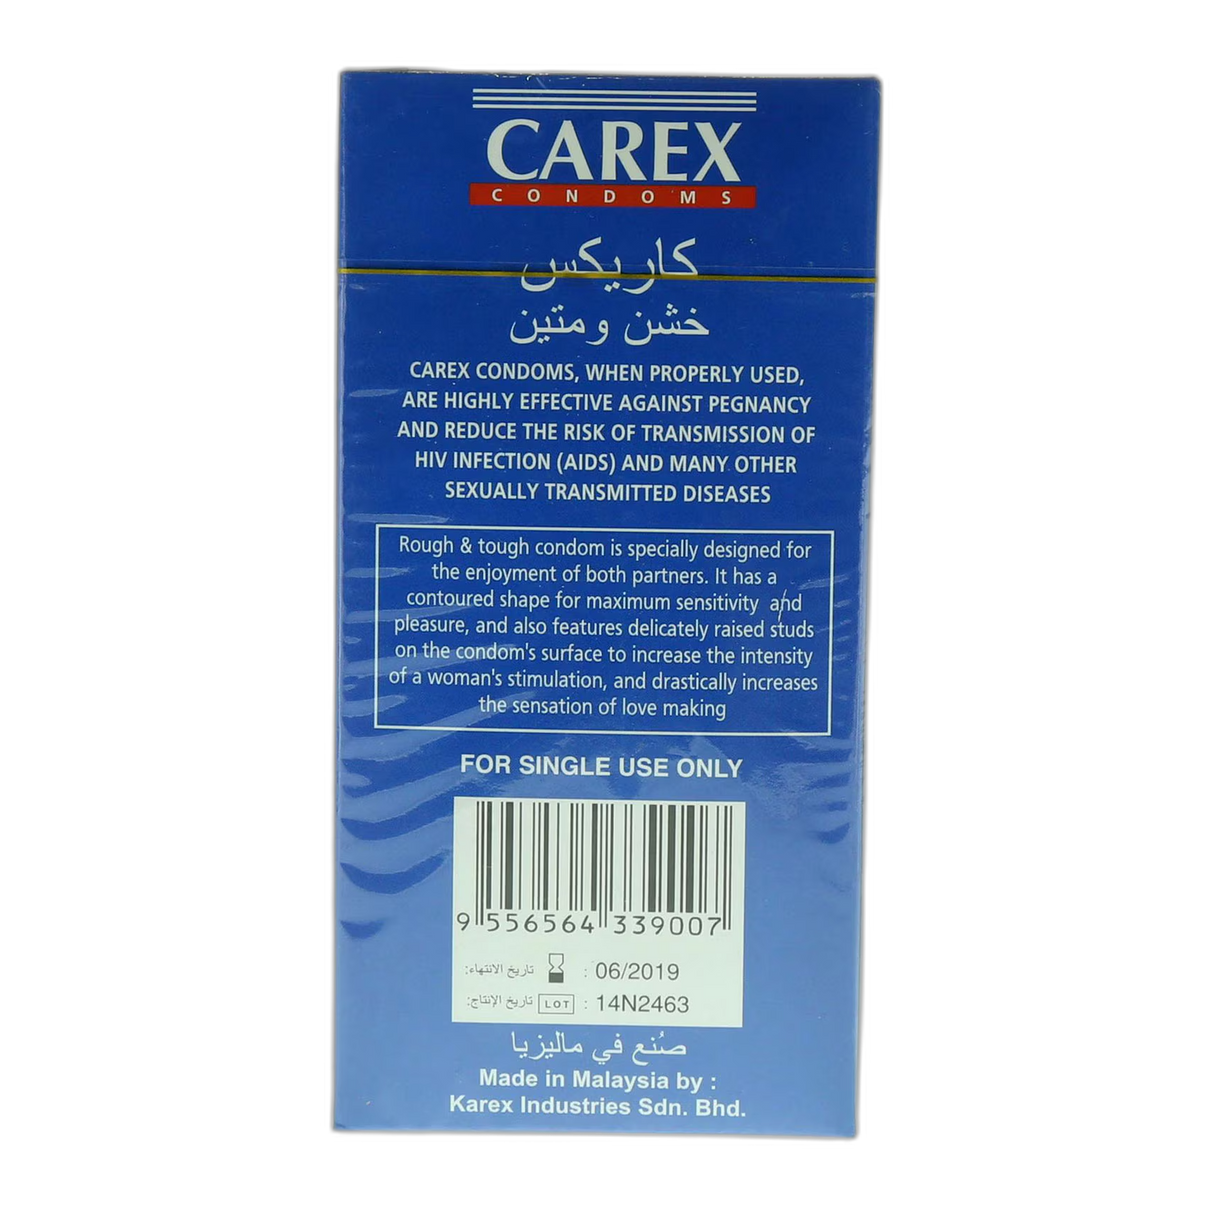 CAREX
CONDOMS
كاريكس
خشن ومتين
CAREX CONDOMS, WHEN PROPERLY USED,
ARE HIGHLY EFFECTIVE AGAINST PEGNANCY
AND REDUCE THE RISK OF TRANSMISSION OF
HIV INFECTION (AIDS) AND MANY OTHER
SEXUALLY TRANSMITTED DISEASES
Rough & tough condom is specially designed for
the enjoyment of both partners. It has a
contoured shape for maximum sensitivity and
pleasure, and also features delicately raised studs
on the condom's surface to increase the intensity
of a woman's stimulation, and drastically increases
the sensation of love making
FOR SINGLE USE ONLY
9 556564 339007
تاريخ الانتهاء: : 06/2019
تاريخ الإنتاج: LOT : 14N2463
صُنع في ماليزيا
Made in Malaysia by :
Karex Industries Sdn. Bhd.